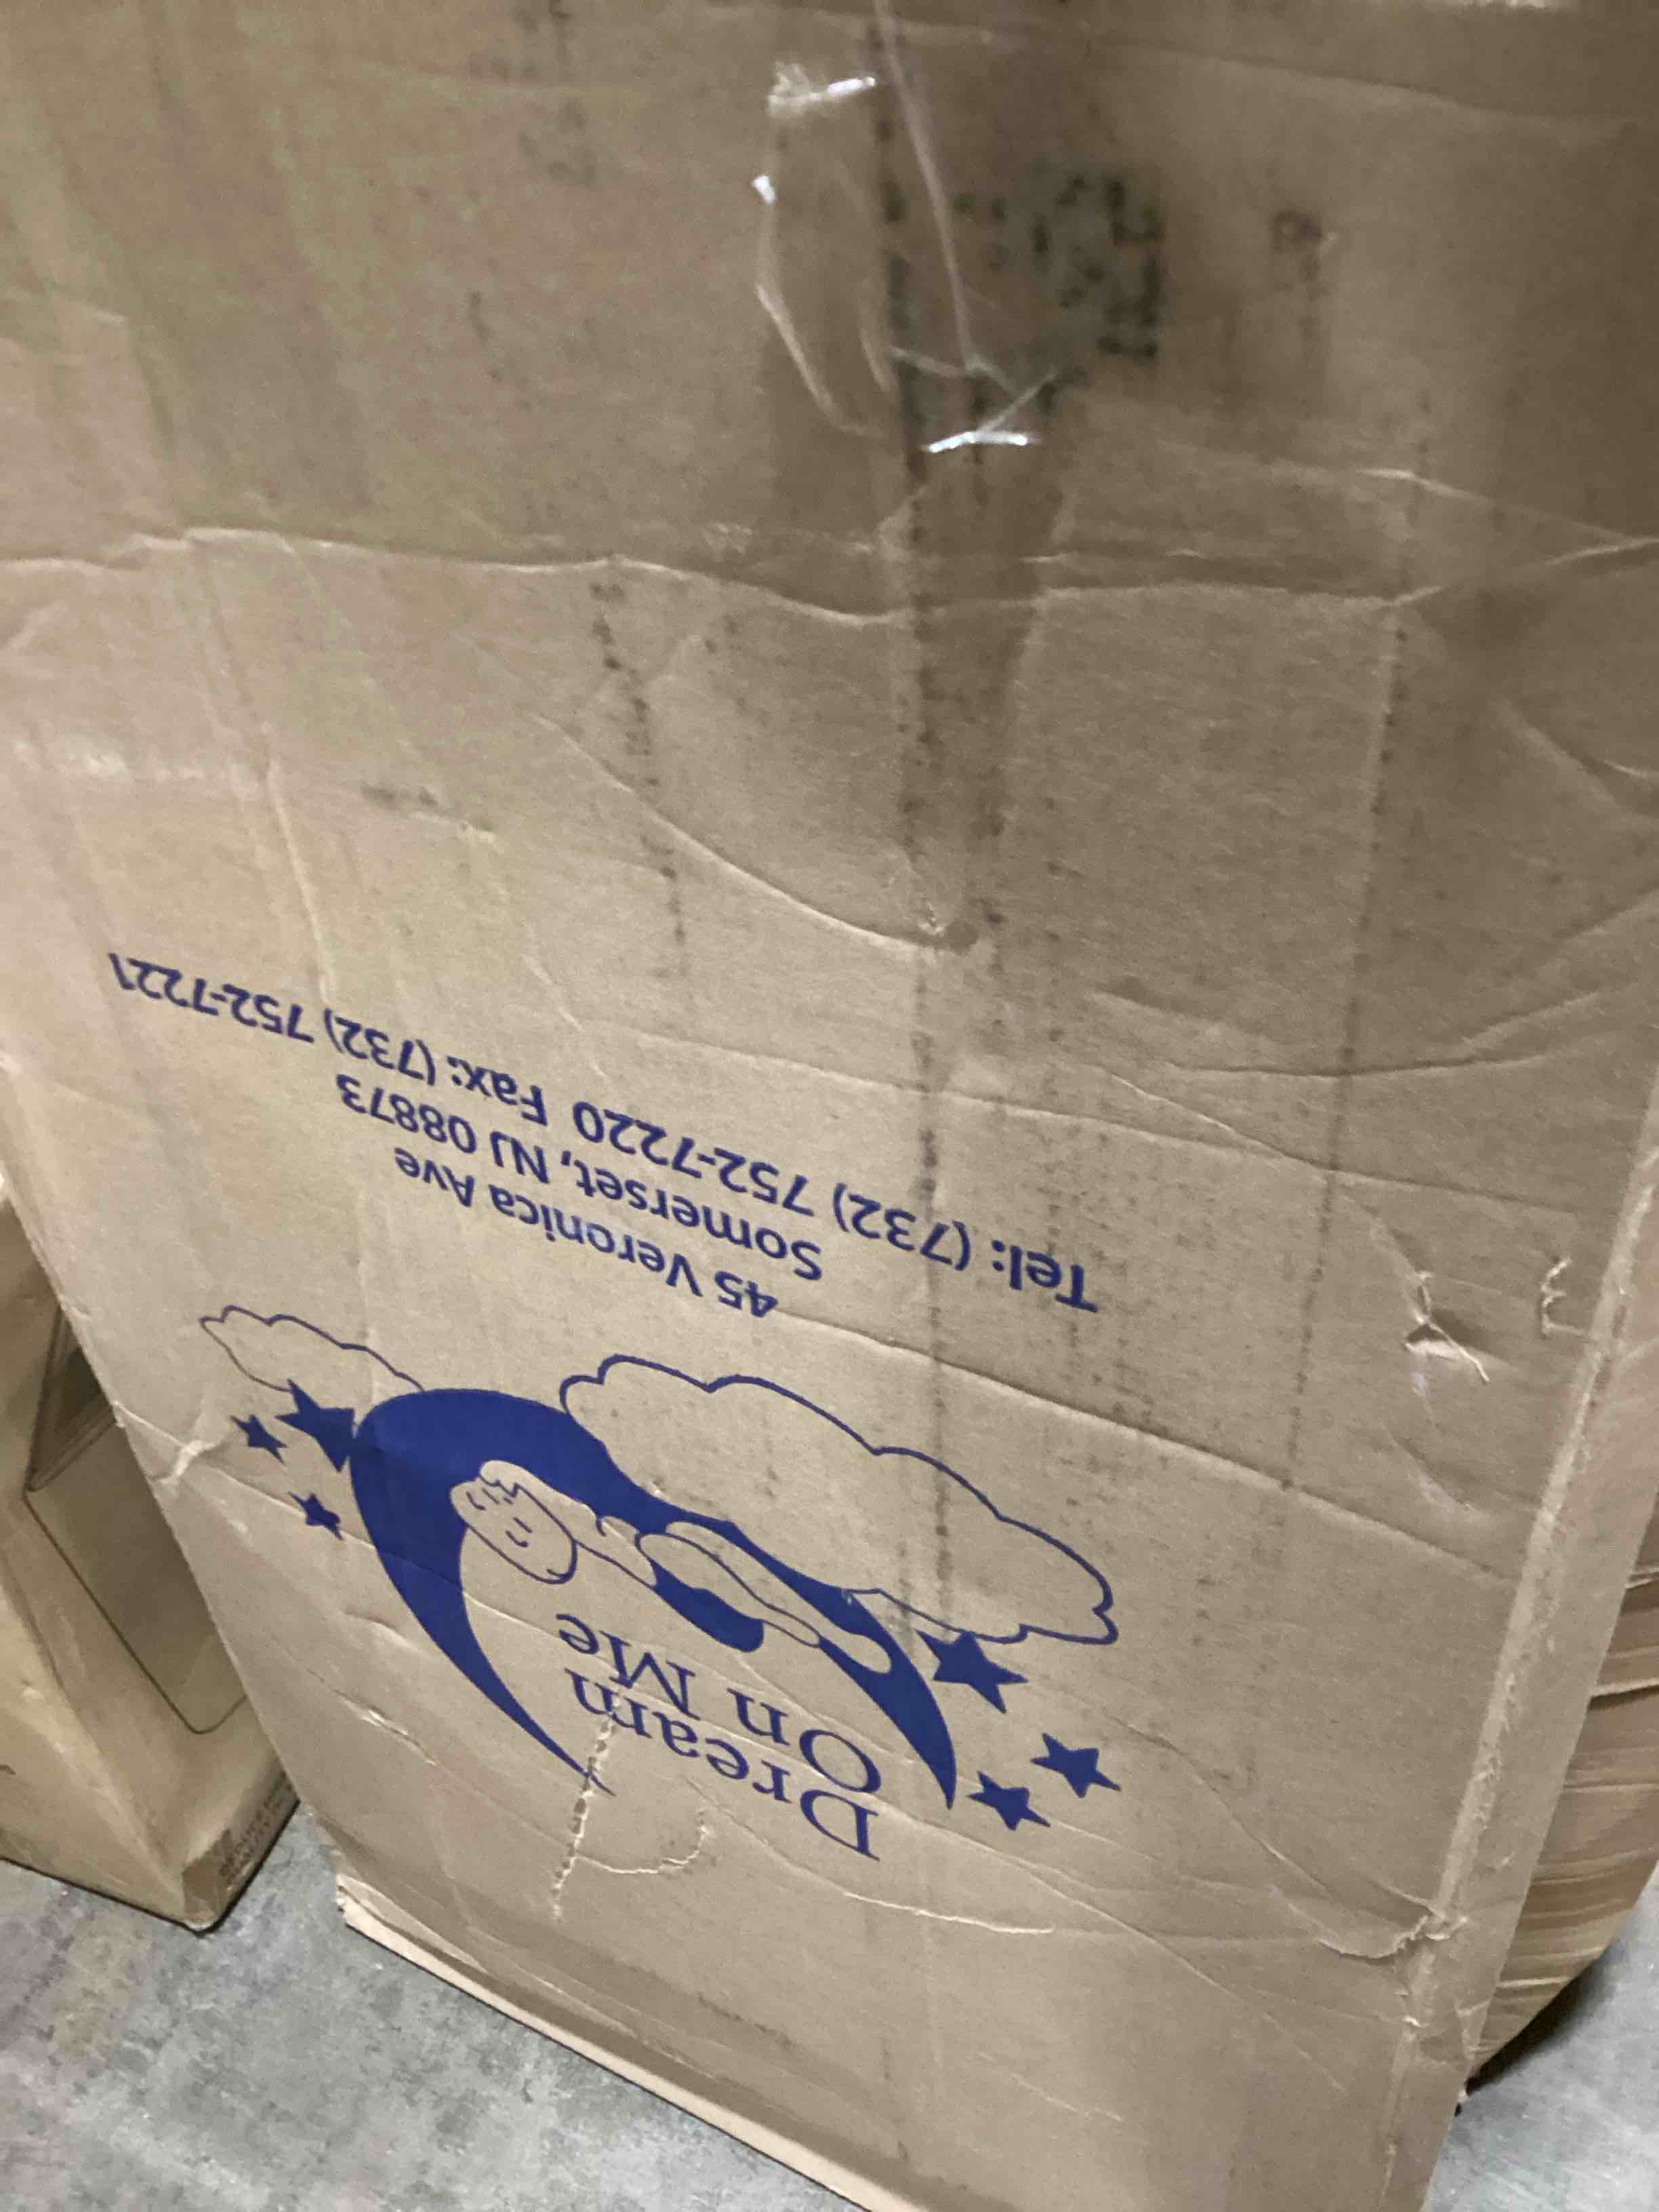 Dream
On Me
45 Veronica Ave
Somerset, NJ 08873
Tel: (732) 752-7220 Fax: (732) 752-7221